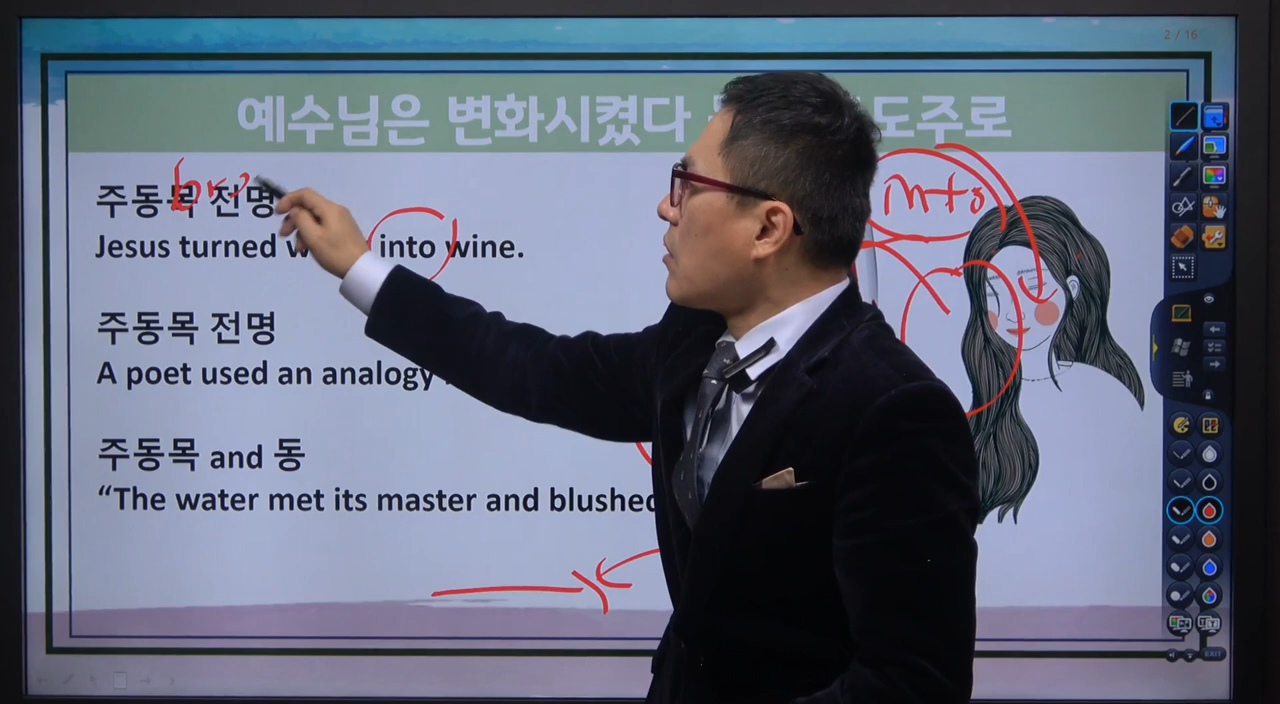 2 / 16
예수님은 변화시켰다 도주로
주동목 전명
Jesus turned into wine.
into
주동목 전명
A poet used an analogy
주동목 and 동
“The water met its master and blushed
EXIT